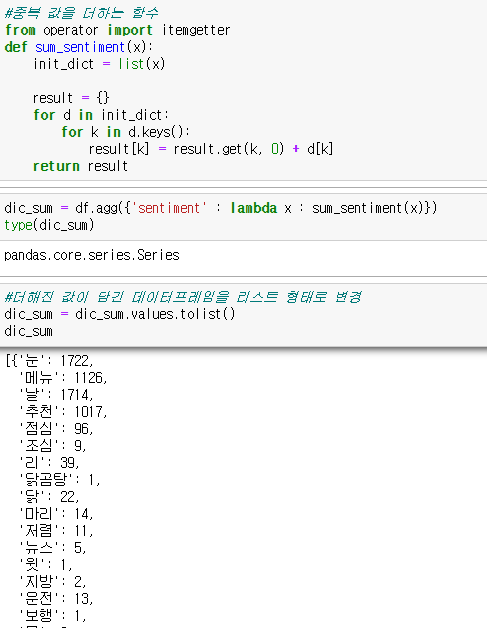 #중복 값을 더하는 함수
from operator import itemgetter
def sum_sentiment(x):
    init_dict = list(x)
    result = {}
    for d in init_dict:
        for k in d.keys():
            result[k] = result.get(k, 0) + d[k]
    return result
dic_sum = df.agg({'sentiment' : lambda x : sum_sentiment(x)})
type(dic_sum)
pandas.core.series.Series
#더해진 값이 담긴 데이터프레임을 리스트 형태로 변경
dic_sum = dic_sum.values.tolist()
dic_sum
[{'눈': 1722,
  '메뉴': 1126,
  '날': 1714,
  '추천': 1017,
  '점심': 96,
  '조심': 9,
  '리': 39,
  '닭곰탕': 1,
  '닭': 22,
  '마리': 14,
  '저렴': 11,
  '뉴스': 5,
  '윗': 1,
  '지방': 2,
  '운전': 13,
  '보행': 1,